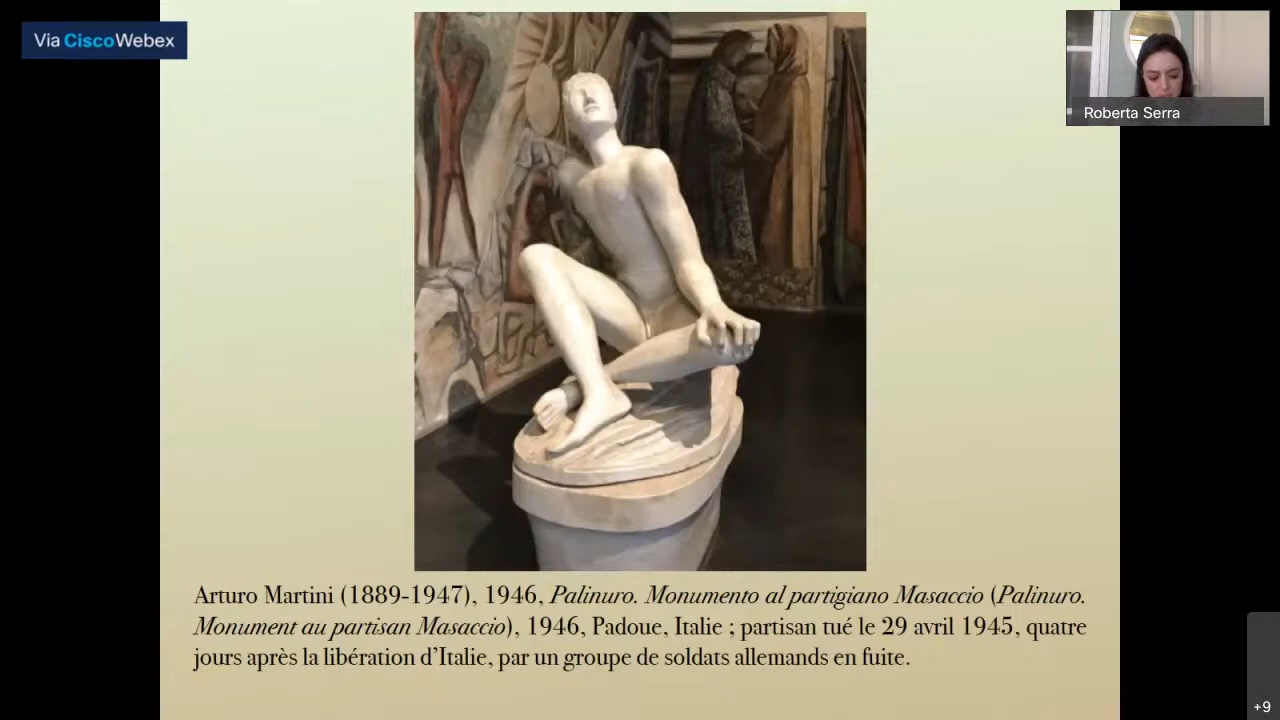 Via CiscoWebex
Roberta Serra
Arturo Martini (1889-1947), 1946, Palinuro. Monumento al partigiano Masaccio (Palinuro.
Monument au partisan Masaccio), 1946, Padoue, Italie ; partisan tué le 29 avril 1945, quatre
jours après la libération d’Italie, par un groupe de soldats allemands en fuite.
+9